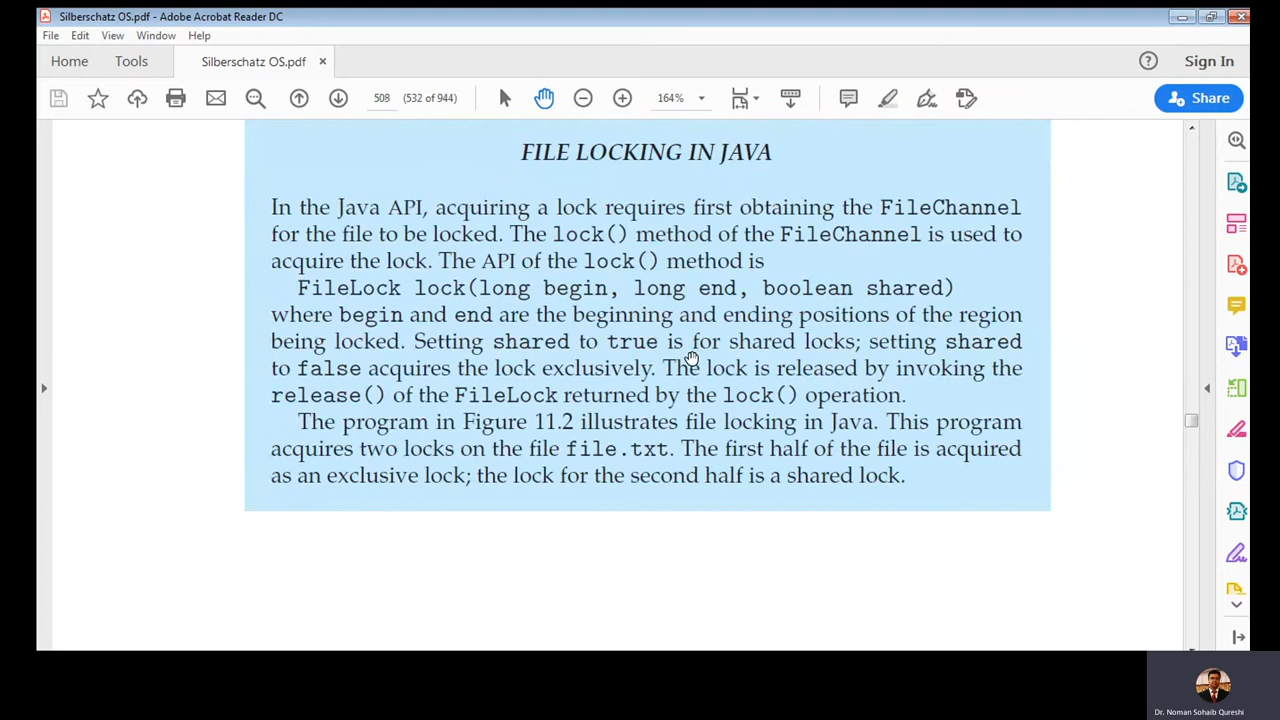 Silberschatz OS.pdf - Adobe Acrobat Reader DC
File Edit View Window Help
Home Tools Silberschatz OS.pdf × Sign In
508 (532 of 944) 164% Share
FILE LOCKING IN JAVA
In the Java API, acquiring a lock requires first obtaining the FileChannel
for the file to be locked. The lock() method of the FileChannel is used to
acquire the lock. The API of the lock() method is
FileLock lock(long begin, long end, boolean shared)
where begin and end are the beginning and ending positions of the region
being locked. Setting shared to true is for shared locks; setting shared
to false acquires the lock exclusively. The lock is released by invoking the
release() of the FileLock returned by the lock() operation.
The program in Figure 11.2 illustrates file locking in Java. This program
acquires two locks on the file file.txt. The first half of the file is acquired
as an exclusive lock; the lock for the second half is a shared lock.
Dr. Noman Sohaib Qureshi